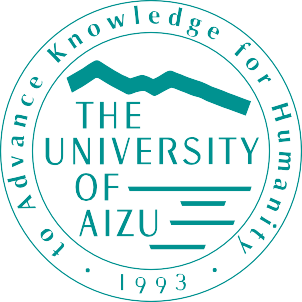 to Advance Knowledge for Humanity
THE
UNIVERSITY
OF
AIZU
· 1993 ·